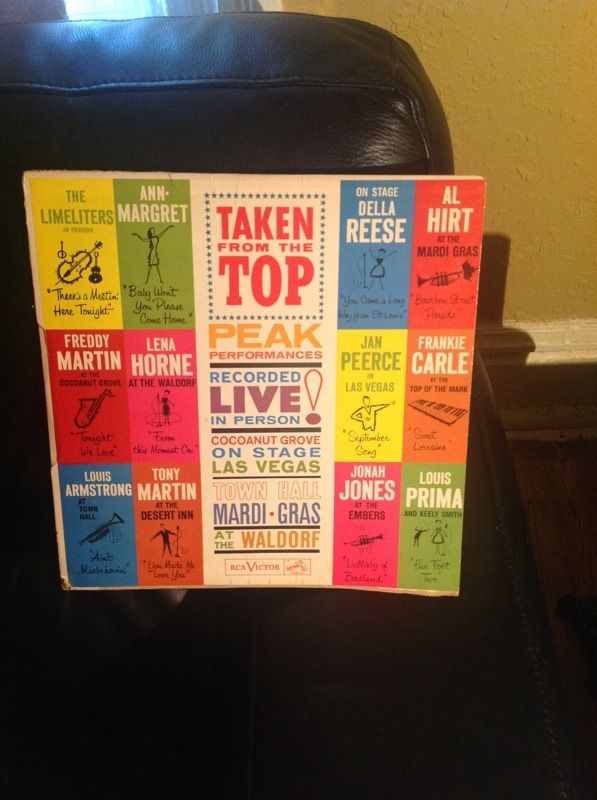 THE
LIMELITERS
IN PERSON
"There's a Meetin'
Here Tonight"
ANN-
MARGRET
"Baby Won't
You Please
Come Home"
FREDDY
MARTIN
AT THE
COCOANUT GROVE
"Tonight
We Love"
LENA
HORNE
AT THE WALDORF
"From
this Moment On"
LOUIS
ARMSTRONG
AT
TOWN
HALL
"Ain't
Misbehavin'"
TONY
MARTIN
AT THE
DESERT INN
"You Made Me
Love You"
TAKEN
FROM THE
TOP
PEAK
PERFORMANCES
RECORDED
LIVE!
IN PERSON
COCOANUT GROVE
ON STAGE
LAS VEGAS
TOWN HALL
MARDI·GRAS
AT THE WALDORF
RCA VICTOR
ON STAGE
DELLA
REESE
"You Came a Long
Way from St. Louis"
AL
HIRT
AT THE
MARDI GRAS
"Bourbon Street
Parade"
JAN
PEERCE
IN
LAS VEGAS
"September
Song"
FRANKIE
CARLE
AT THE
TOP OF THE MARK
"Sweet
Lorraine"
JONAH
JONES
AT THE
EMBERS
"Lullaby of
Birdland"
LOUIS
PRIMA
AND KEELY SMITH
"Five Foot
Two"